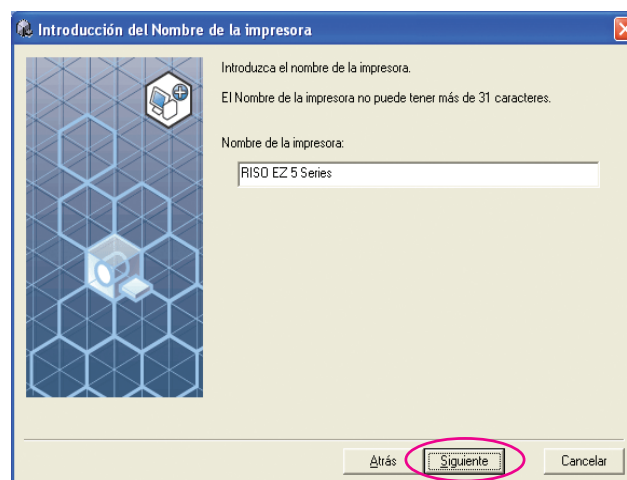 Introducción del Nombre de la impresora
Introduzca el nombre de la impresora.
El Nombre de la impresora no puede tener más de 31 caracteres.
Nombre de la impresora:
RISO EZ 5 Series
Atrás Siguiente Cancelar